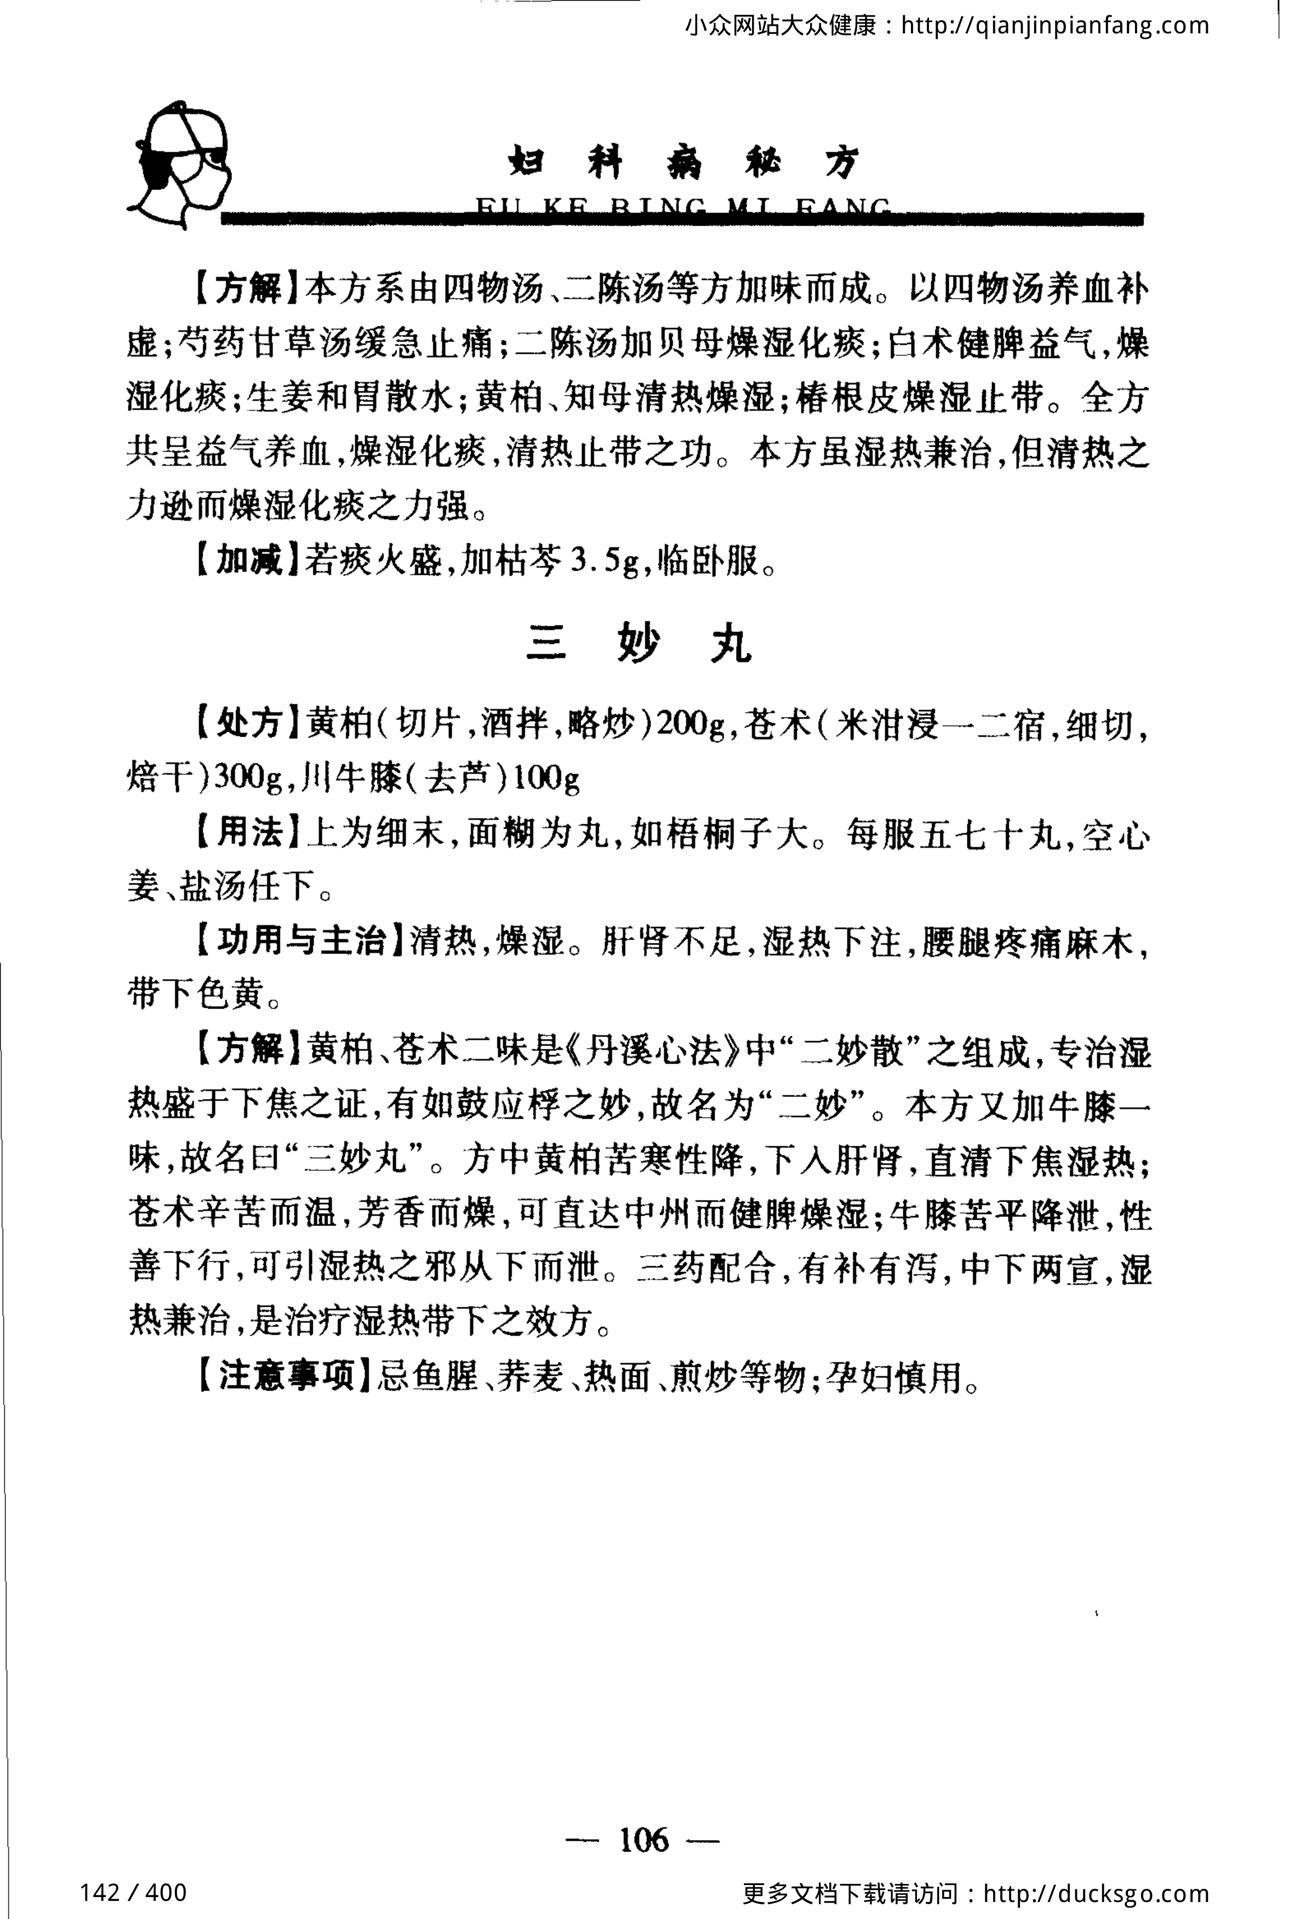 小众网站大众健康：http://qianjinpianfang.com
妇科病秘方
FU KE BING MI FANG
【方解】本方系由四物汤、二陈汤等方加味而成。以四物汤养血补
虚；芍药甘草汤缓急止痛；二陈汤加贝母燥湿化痰；白术健脾益气，燥
湿化痰；生姜和胃散水；黄柏、知母清热燥湿；椿根皮燥湿止带。全方
共呈益气养血，燥湿化痰，清热止带之功。本方虽湿热兼治，但清热之
力逊而燥湿化痰之力强。
【加减】若痰火盛，加枯芩3.5g，临卧服。
三妙丸
【处方】黄柏（切片，酒拌，略炒）200g，苍术（米泔浸一二宿，细切，
焙干）300g，川牛膝（去芦）100g
【用法】上为细末，面糊为丸，如梧桐子大。每服五七十丸，空心
姜、盐汤任下。
【功用与主治】清热，燥湿。肝肾不足，湿热下注，腰腿疼痛麻木，
带下色黄。
【方解】黄柏、苍术二味是《丹溪心法》中“二妙散”之组成，专治湿
热盛于下焦之证，有如鼓应桴之妙，故名为“二妙”。本方又加牛膝一
味，故名曰“三妙丸”。方中黄柏苦寒性降，下入肝肾，直清下焦湿热；
苍术辛苦而温，芳香而燥，可直达中州而健脾燥湿；牛膝苦平降泄，性
善下行，可引湿热之邪从下而泄。三药配合，有补有泻，中下两宣，湿
热兼治，是治疗湿热带下之效方。
【注意事项】忌鱼腥、荞麦、热面、煎炒等物；孕妇慎用。
— 106 —
142 / 400
更多文档下载请访问：http://ducksgo.com